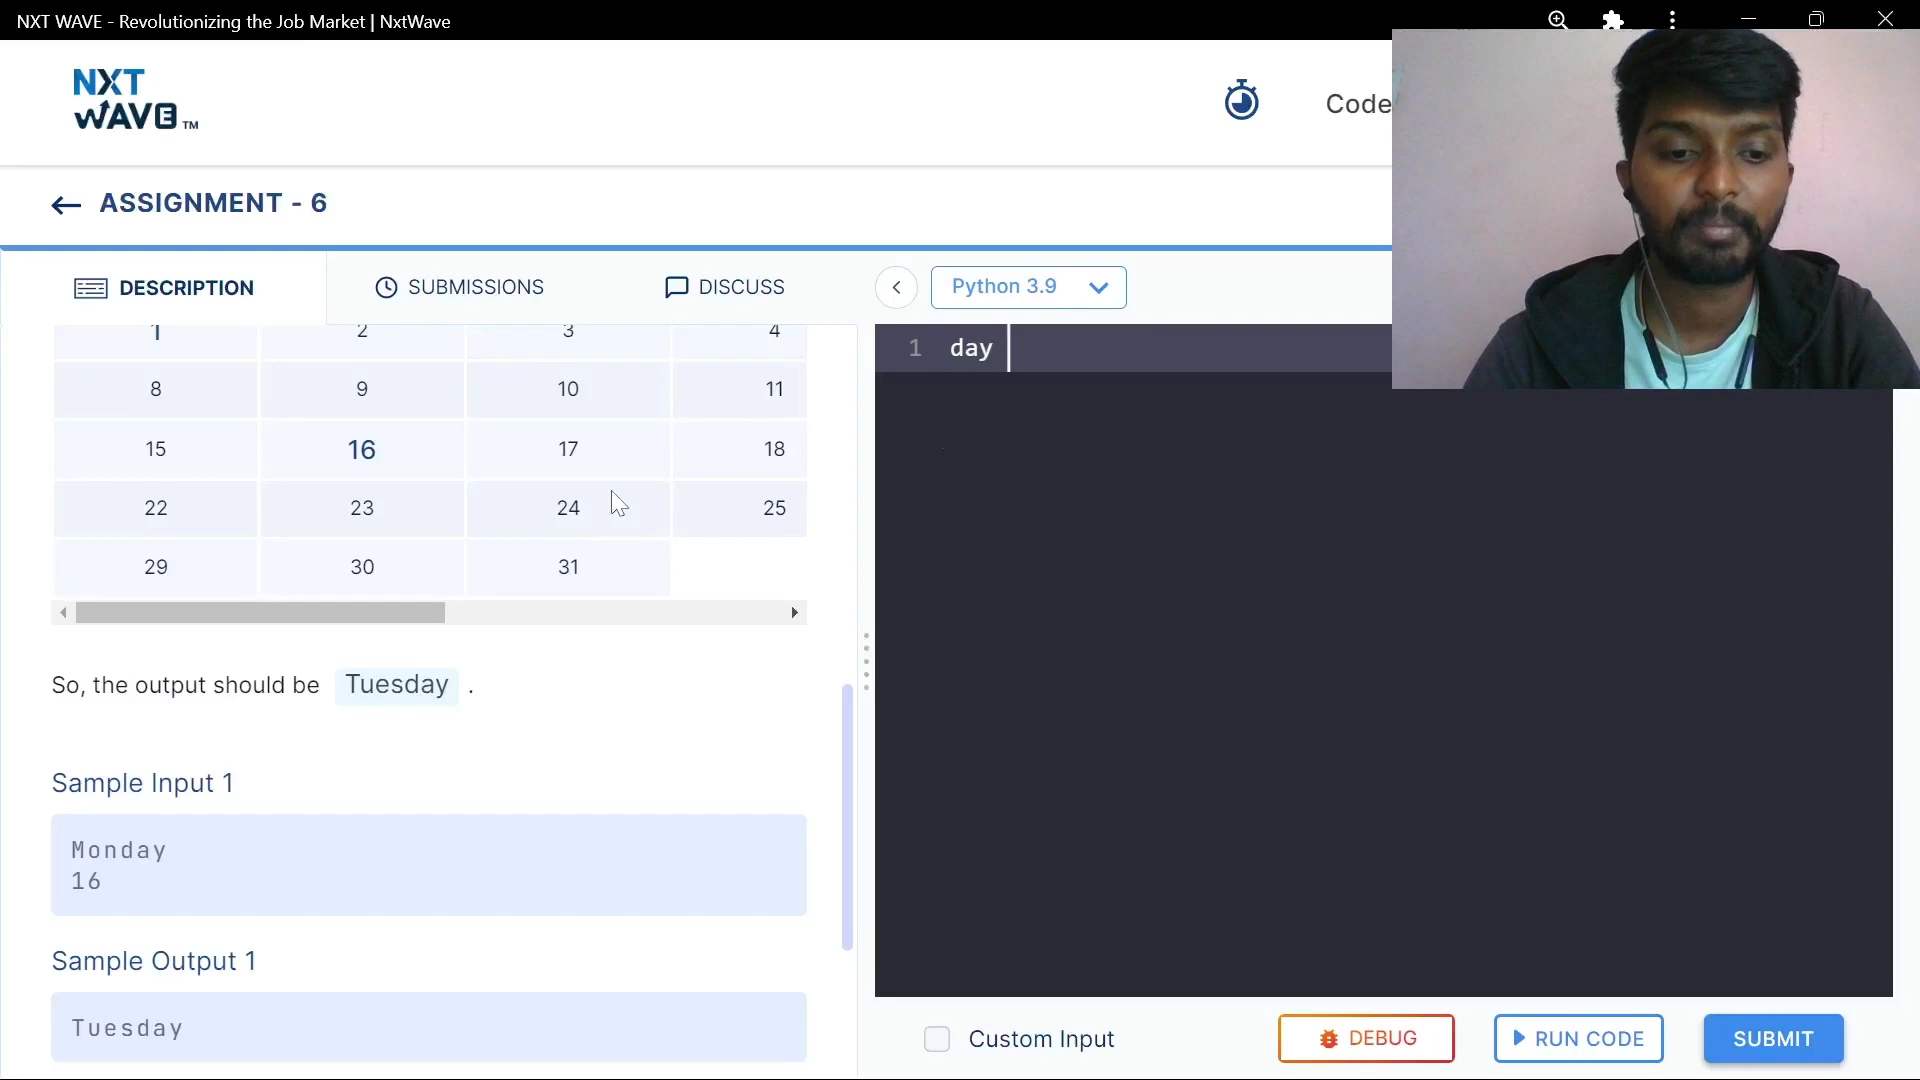 NXT WAVE - Revolutionizing the Job Market | NxtWave
NXT
WAVE TM
Code
ASSIGNMENT - 6
DESCRIPTION
SUBMISSIONS
DISCUSS
Python 3.9
1 2 3 4
8 9 10 11
15 16 17 18
22 23 24 25
29 30 31
So, the output should be Tuesday .
Sample Input 1
Monday
16
Sample Output 1
Tuesday
1 day
Custom Input
DEBUG
RUN CODE
SUBMIT